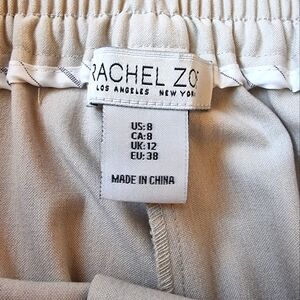 RACHEL ZO
LOS ANGELES NEW YORK
US: 8
CA: 8
UK: 12
EU: 38
MADE IN CHINA